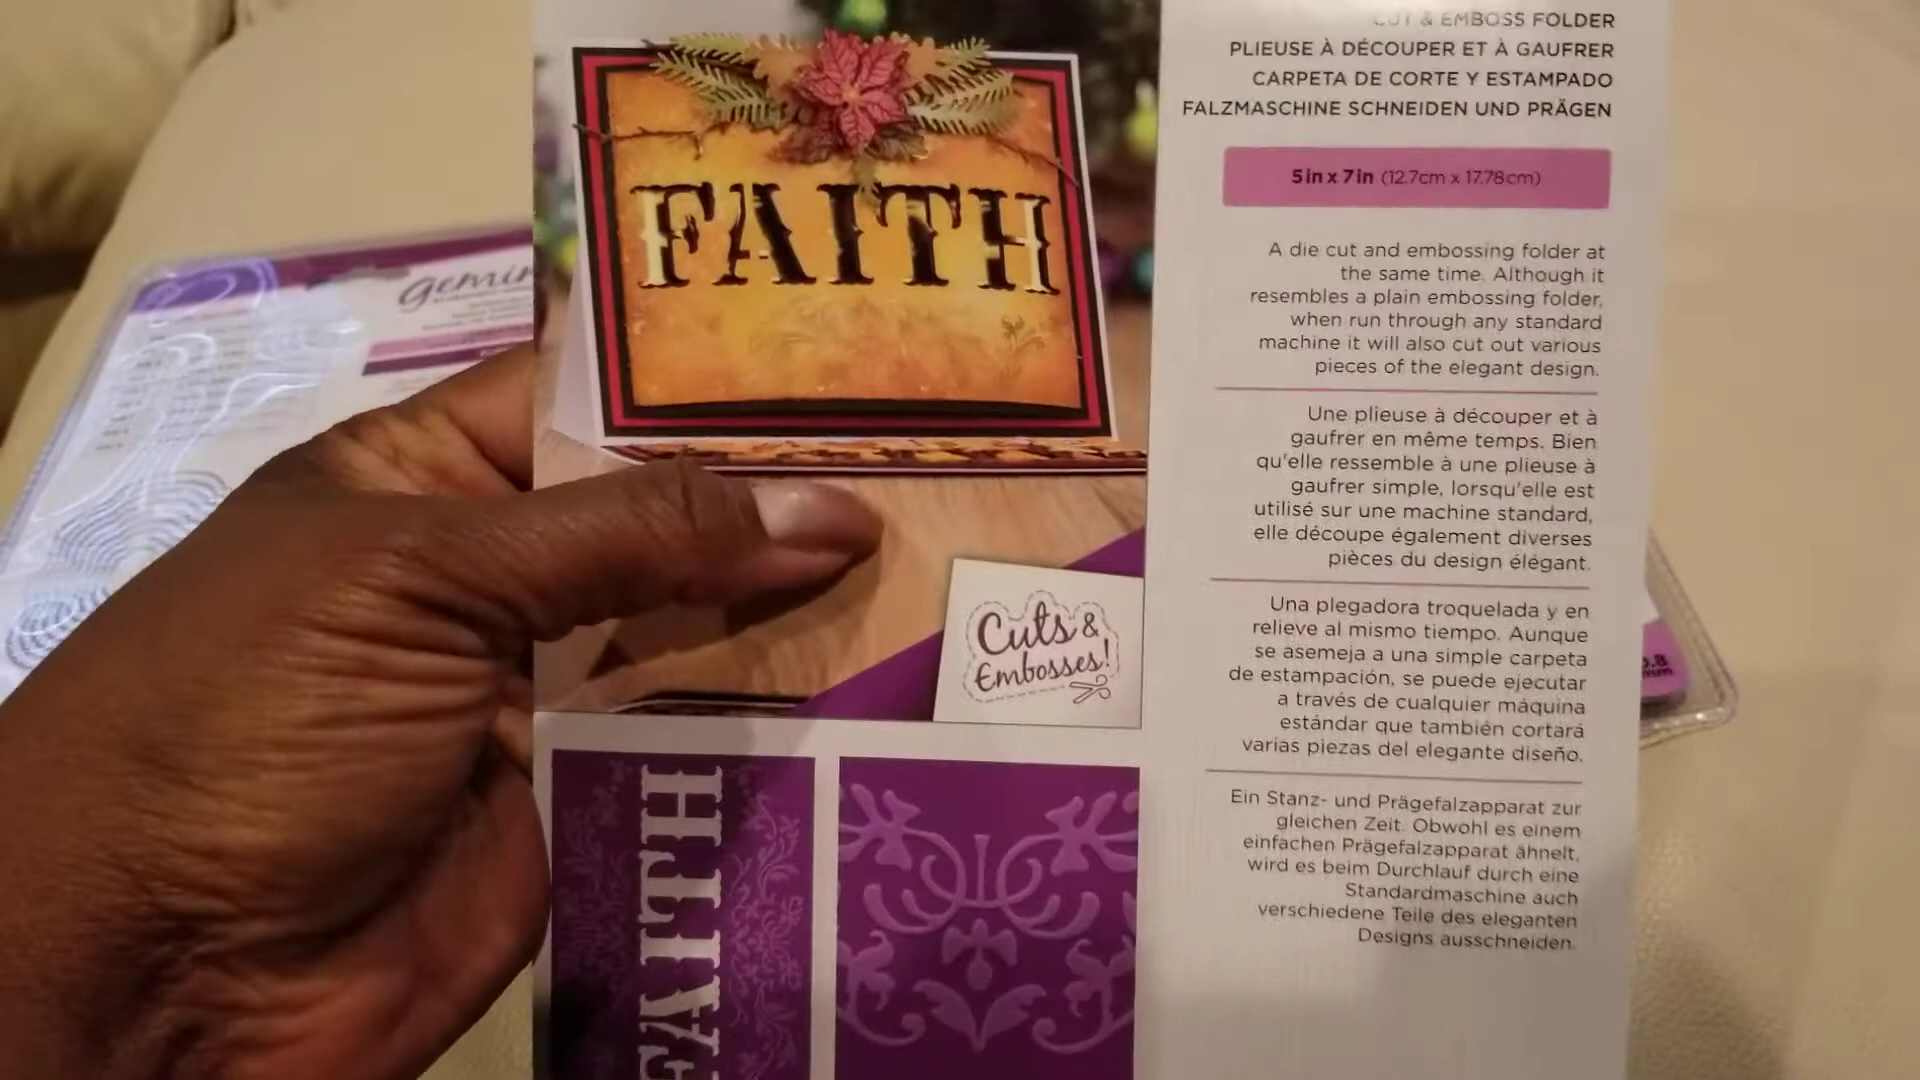 CUT & EMBOSS FOLDER
PLIEUSE À DÉCOUPER ET À GAUFRER
CARPETA DE CORTE Y ESTAMPADO
FALZMASCHINE SCHNEIDEN UND PRÄGEN
5in x 7in (12.7cm x 17.78cm)
A die cut and embossing folder at
the same time. Although it
resembles a plain embossing folder,
when run through any standard
machine it will also cut out various
pieces of the elegant design.
Une plieuse à découper et à
gaufrer en même temps. Bien
qu'elle ressemble à une plieuse à
gaufrer simple, lorsqu'elle est
utilisé sur une machine standard,
elle découpe également diverses
pièces du design élégant.
Una plegadora troquelada y en
relieve al mismo tiempo. Aunque
se asemeja a una simple carpeta
de estampación, se puede ejecutar
a través de cualquier máquina
estándar que también cortará
varias piezas del elegante diseño.
Ein Stanz- und Prägefalzapparat zur
gleichen Zeit. Obwohl es einem
einfachen Prägefalzapparat ähnelt,
wird es beim Durchlauf durch eine
Standardmaschine auch
verschiedene Teile des eleganten
Designs ausschneiden.
FAITH
Cuts &
Embosses!
FAITH
Gemin
.8
mm